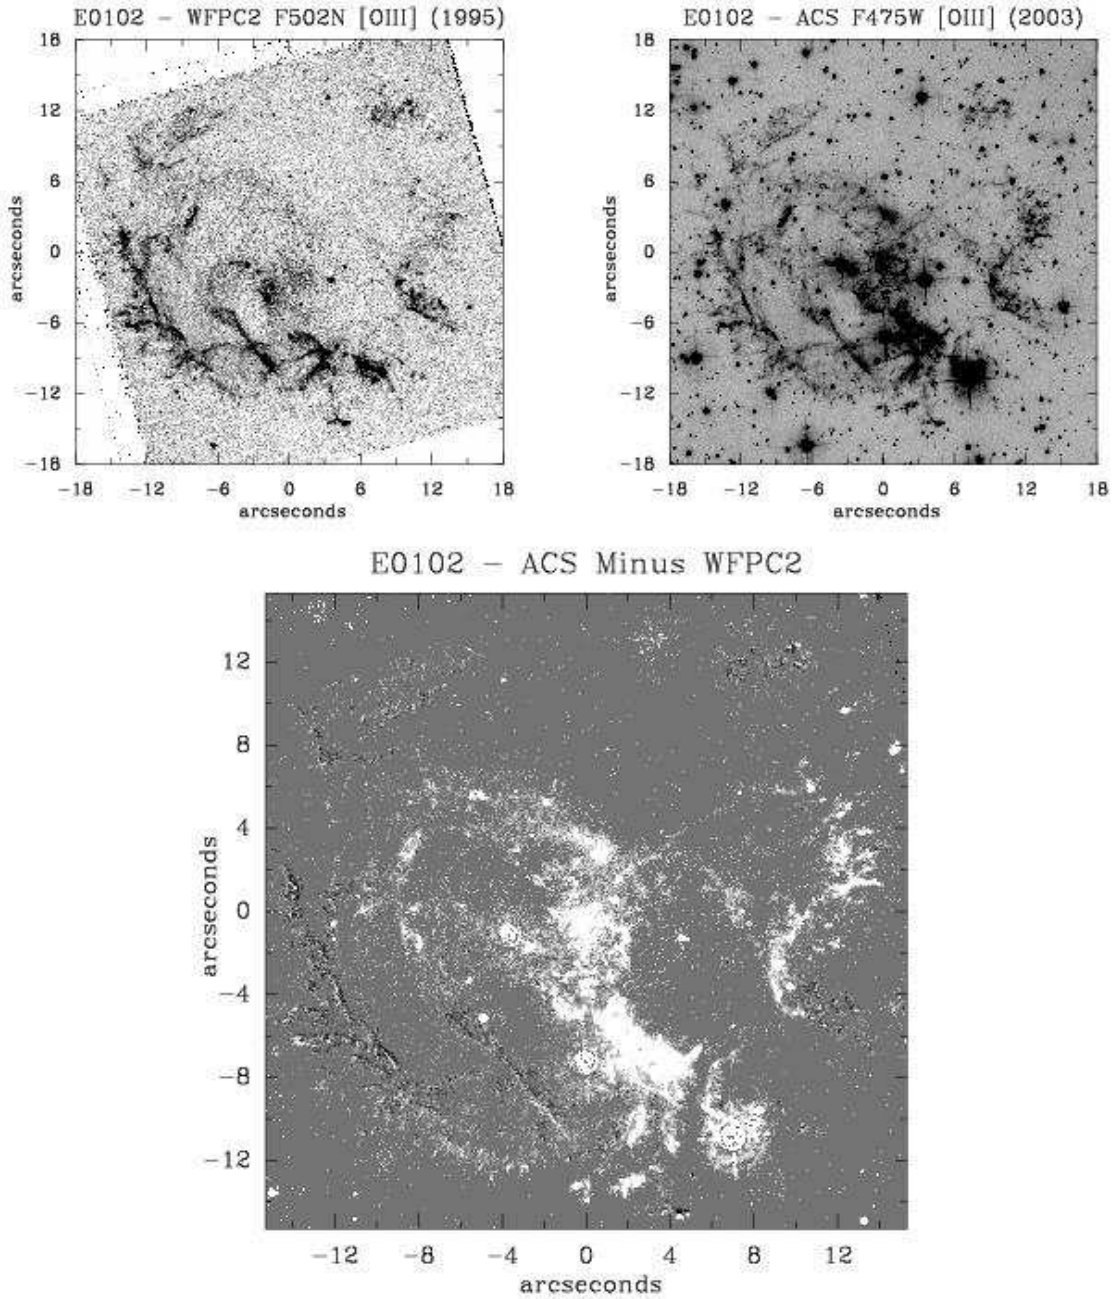 E0102 − WFPC2 F502N [OIII] (1995)
18
12
6
0
−6
−12
−18
arcseconds
−18 −12 −6 0 6 12 18
arcseconds
E0102 − ACS F475W [OIII] (2003)
18
12
6
0
−6
−12
−18
arcseconds
−18 −12 −6 0 6 12 18
arcseconds
E0102 − ACS Minus WFPC2
12
8
4
0
−4
−8
−12
arcseconds
−12 −8 −4 0 4 8 12
arcseconds